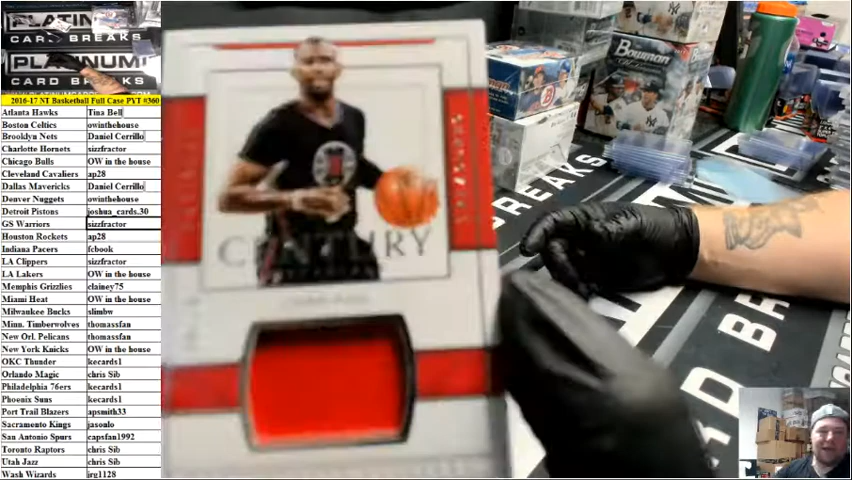 PLATINUM
CARD BREAKS
PLATINUM
CARD BREAKS
2016-17 NT Basketball Full Case PYT #360
Atlanta Hawks Tina Bell
Boston Celtics owinthehouse
Brooklyn Nets Daniel Cerrillo
Charlotte Hornets sizzfractor
Chicago Bulls OW in the house
Cleveland Cavaliers ap28
Dallas Mavericks Daniel Cerrillo
Denver Nuggets owinthehouse
Detroit Pistons joshua_cards.30
GS Warriors sizzfractor
Houston Rockets ap28
Indiana Pacers fcbook
LA Clippers sizzfractor
LA Lakers OW in the house
Memphis Grizzlies clainey75
Miami Heat OW in the house
Milwaukee Bucks slimbw
Minn. Timberwolves thomassfan
New Orl. Pelicans thomassfan
New York Knicks OW in the house
OKC Thunder kecards1
Orlando Magic chris Sib
Philadelphia 76ers kecards1
Phoenix Suns kecards1
Port Trail Blazers apsmith33
Sacramento Kings jasonlo
San Antonio Spurs capsfan1992
Toronto Raptors chris Sib
Utah Jazz chris Sib
Wash Wizards jrg1128
CENTURY
Bowman
BREAKS